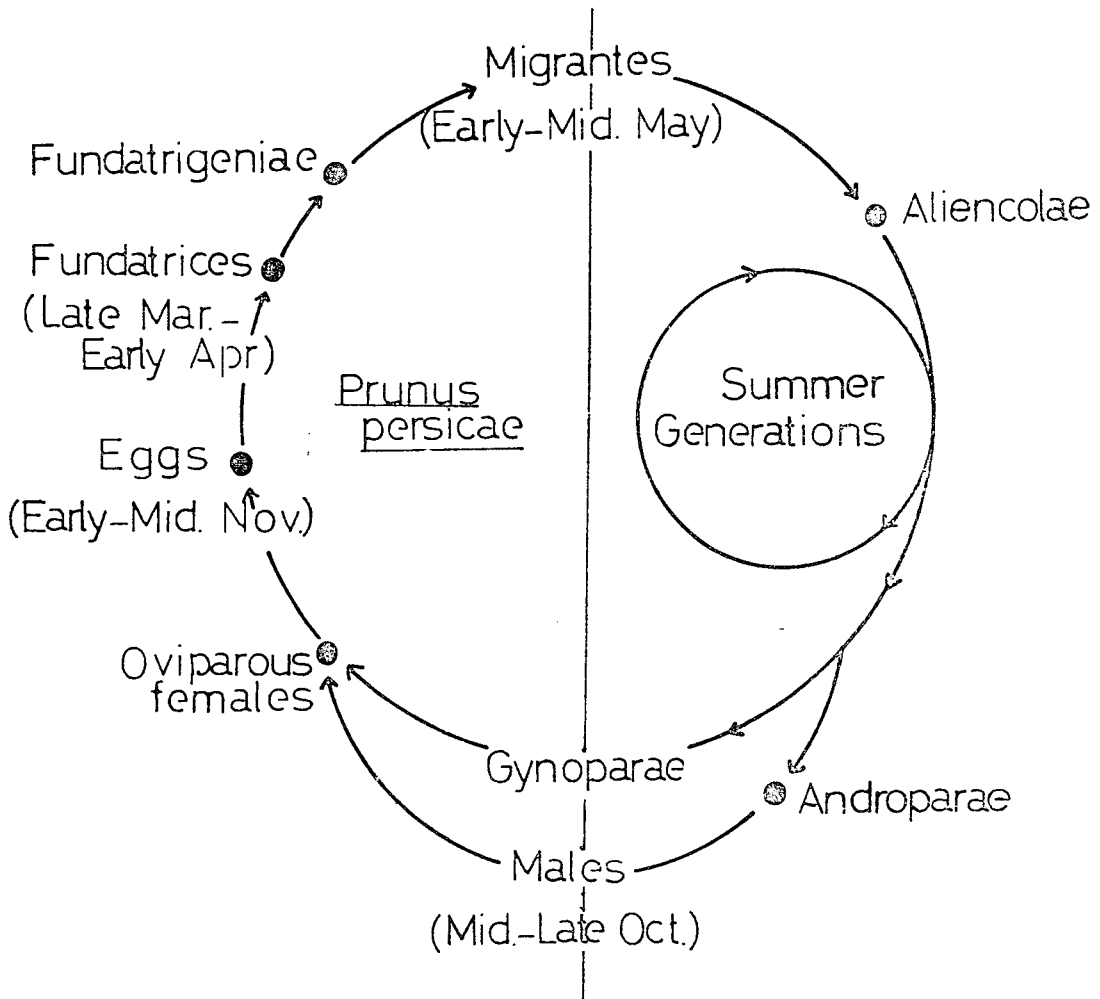 Migrantes
(Early-Mid. May)
Fundatrigeniae
Aliencolae
Fundatrices
(Late Mar.-
Early Apr)
Prunus
persicae
Summer
Generations
Eggs
(Early-Mid. Nov.)
Oviparous
females
Gynoparae
Androparae
Males
(Mid.-Late Oct.)